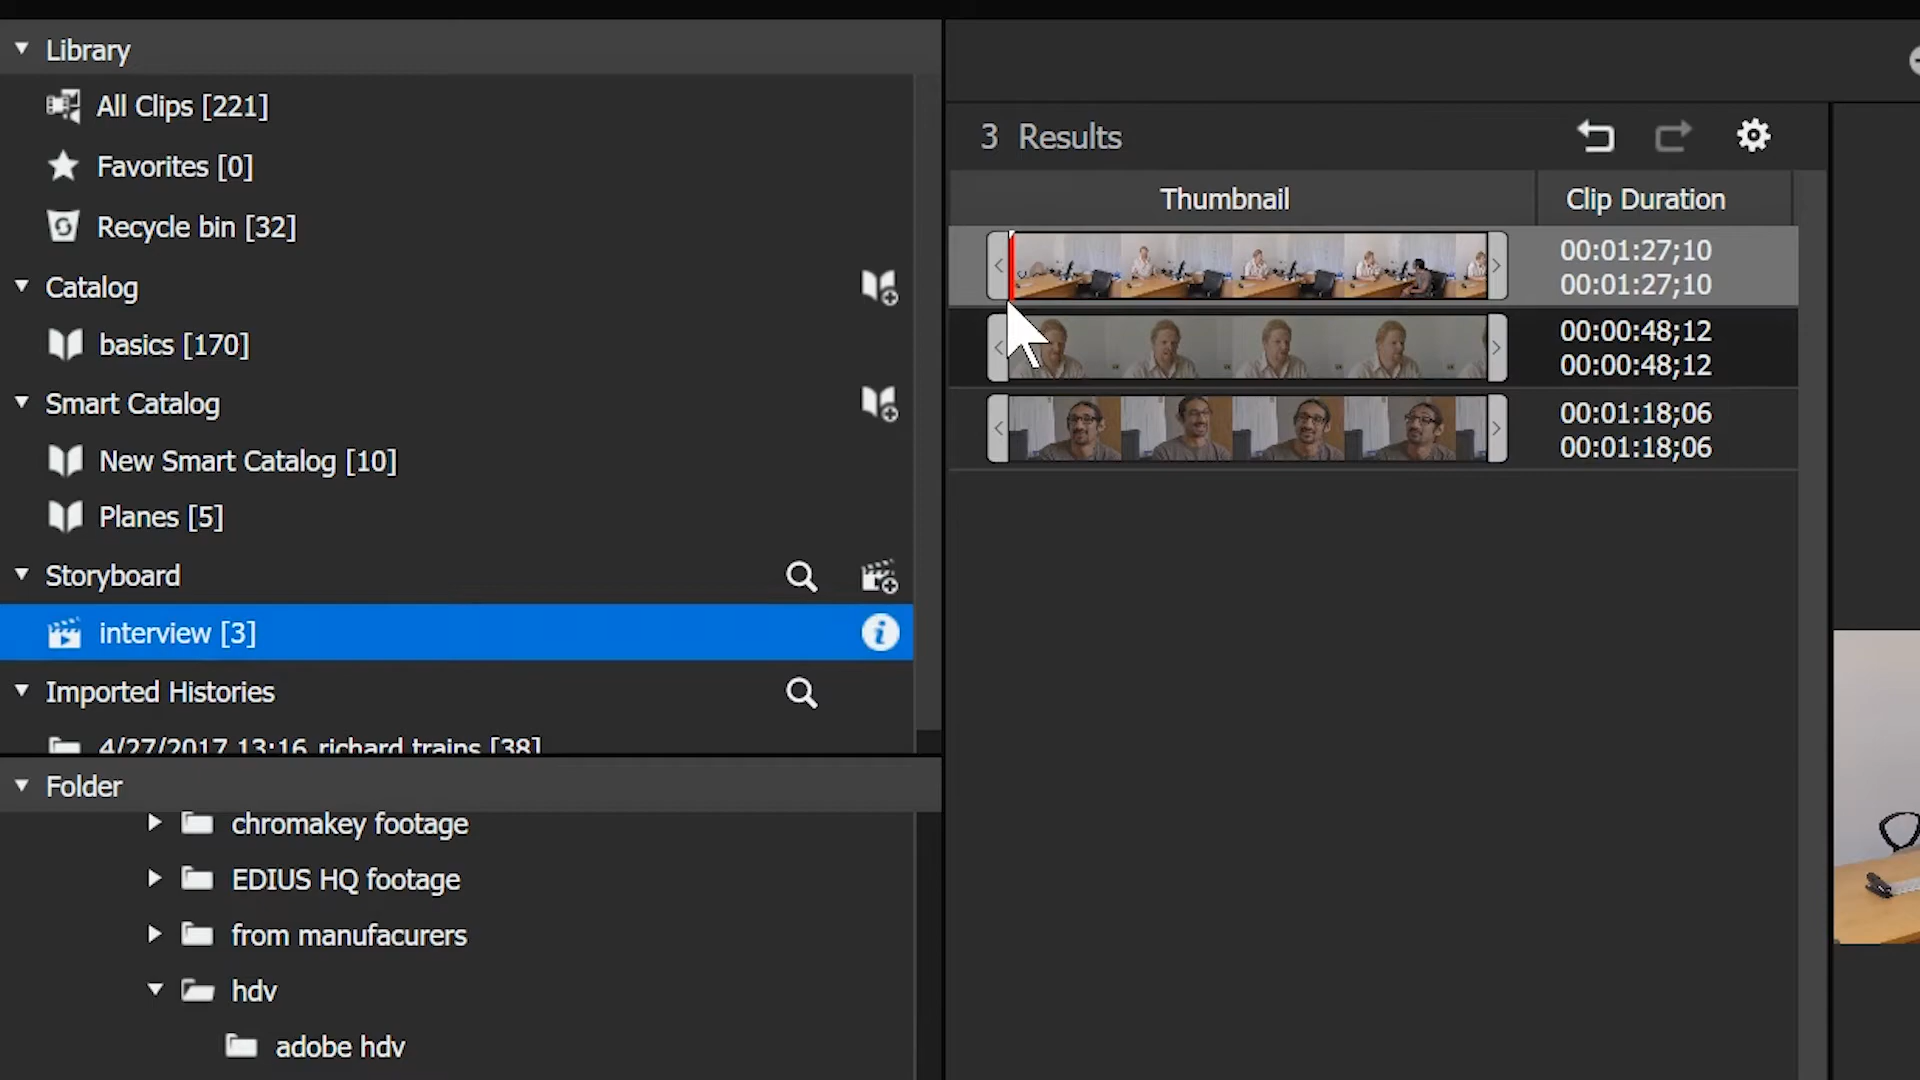 Library
All Clips [221]
Favorites [0]
Recycle bin [32]
Catalog
basics [170]
Smart Catalog
New Smart Catalog [10]
Planes [5]
Storyboard
interview [3]
Imported Histories
4/27/2017 13:16 richard trains [38]
Folder
chromakey footage
EDIUS HQ footage
from manufacurers
hdv
adobe hdv
3 Results
Thumbnail Clip Duration
00:01:27;10
00:01:27;10
00:00:48;12
00:00:48;12
00:01:18;06
00:01:18;06